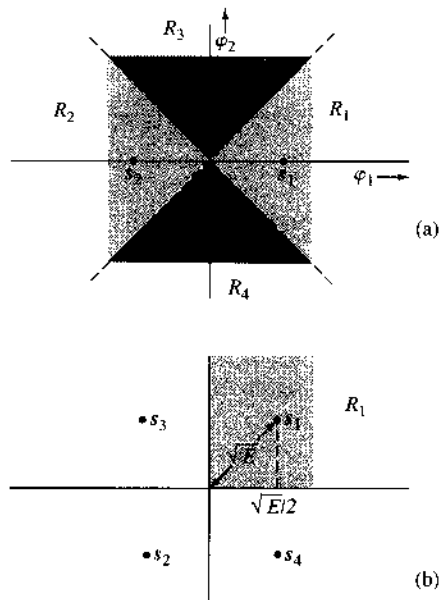 R₃
φ₂
R₂
R₁
s₂
s₁
φ₁
(a)
R₄
s₃
s₁
R₁
√E
√E/2
s₂
s₄
(b)